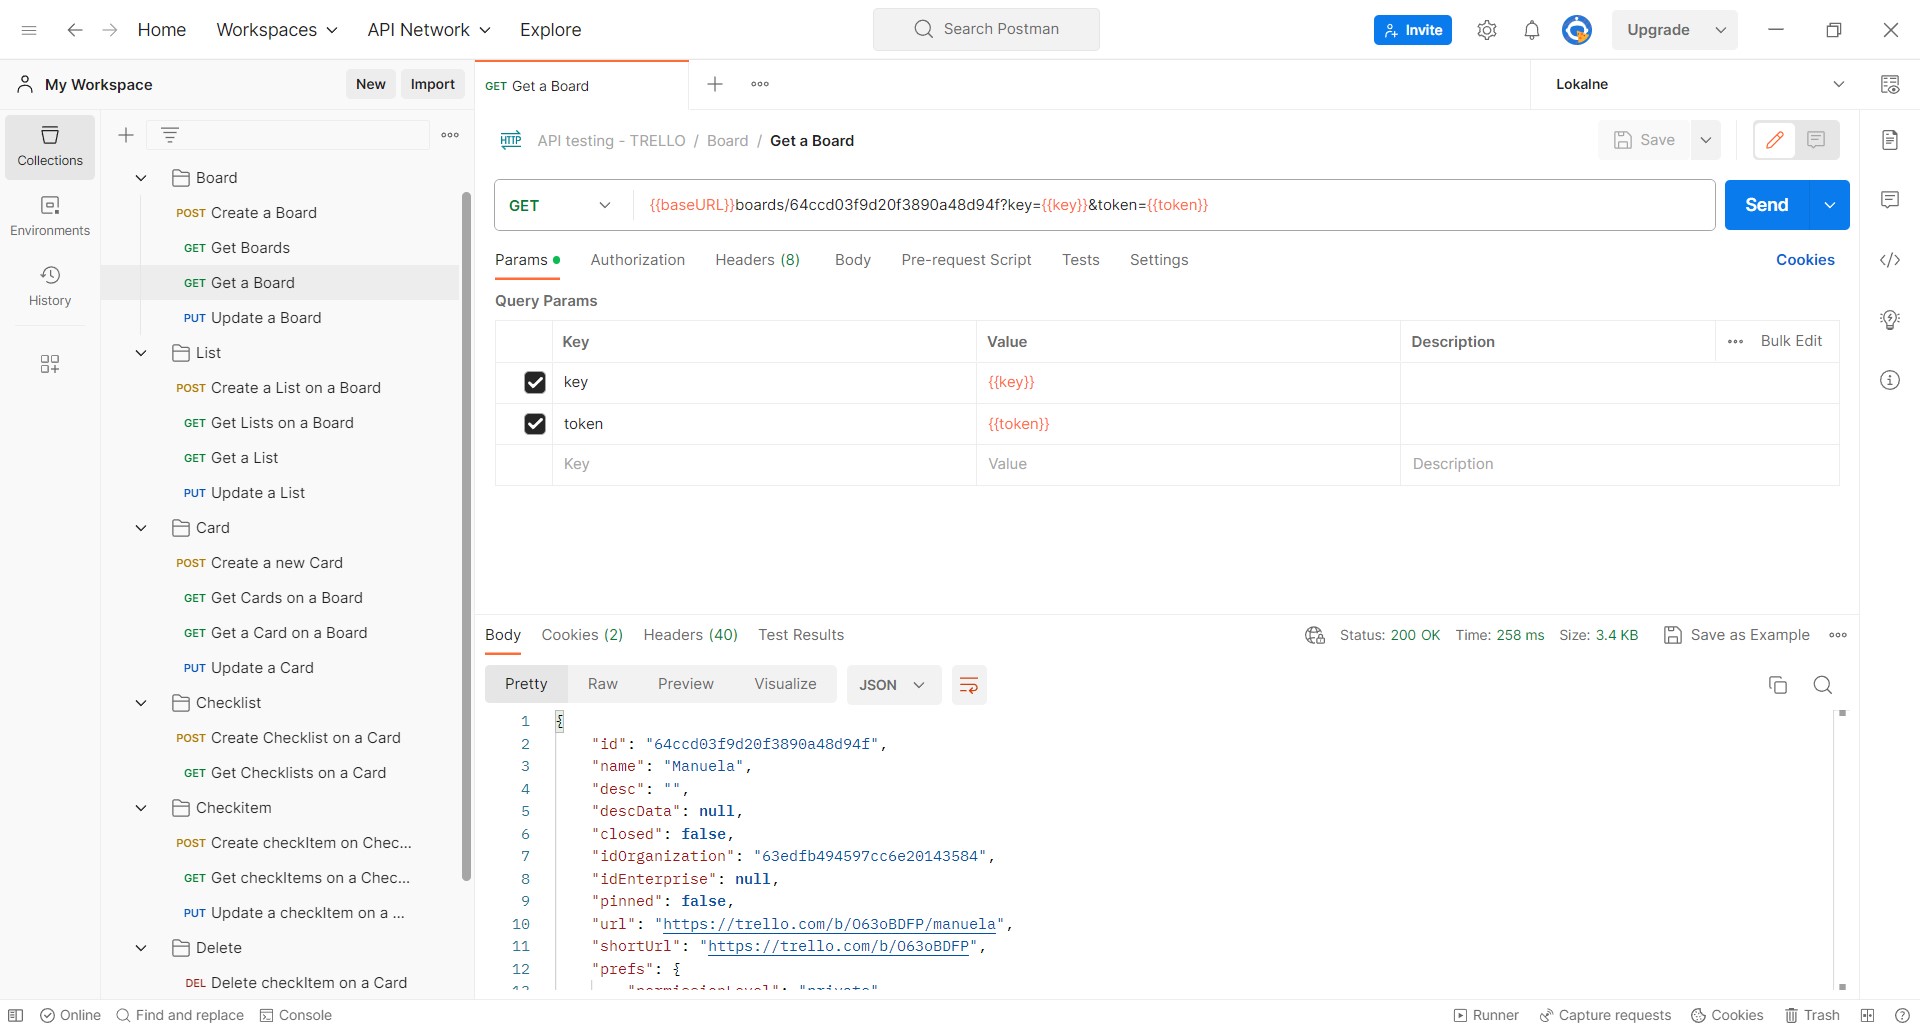 Home Workspaces API Network Explore Search Postman Invite Upgrade
My Workspace New Import GET Get a Board Lokalne
Collections
Environments
History
Board
POST Create a Board
GET Get Boards
GET Get a Board
PUT Update a Board
List
POST Create a List on a Board
GET Get Lists on a Board
GET Get a List
PUT Update a List
Card
POST Create a new Card
GET Get Cards on a Board
GET Get a Card on a Board
PUT Update a Card
Checklist
POST Create Checklist on a Card
GET Get Checklists on a Card
Checkitem
POST Create checkItem on Chec...
GET Get checkItems on a Chec...
PUT Update a checkItem on a ...
Delete
DEL Delete checkItem on a Card
HTTP API testing - TRELLO / Board / Get a Board Save
GET {{baseURL}}boards/64ccd03f9d20f3890a48d94f?key={{key}}&token={{token}} Send
Params Authorization Headers (8) Body Pre-request Script Tests Settings Cookies
Query Params
Key Value Description Bulk Edit
key {{key}}
token {{token}}
Key Value Description
Body Cookies (2) Headers (40) Test Results Status: 200 OK Time: 258 ms Size: 3.4 KB Save as Example
Pretty Raw Preview Visualize JSON
1 {
2 "id": "64ccd03f9d20f3890a48d94f",
3 "name": "Manuela",
4 "desc": "",
5 "descData": null,
6 "closed": false,
7 "idOrganization": "63edfb494597cc6e20143584",
8 "idEnterprise": null,
9 "pinned": false,
10 "url": "https://trello.com/b/O63oBDFP/manuela",
11 "shortUrl": "https://trello.com/b/O63oBDFP",
12 "prefs": {
13 "permissionLevel": "private"
Online Find and replace Console Runner Capture requests Cookies Trash